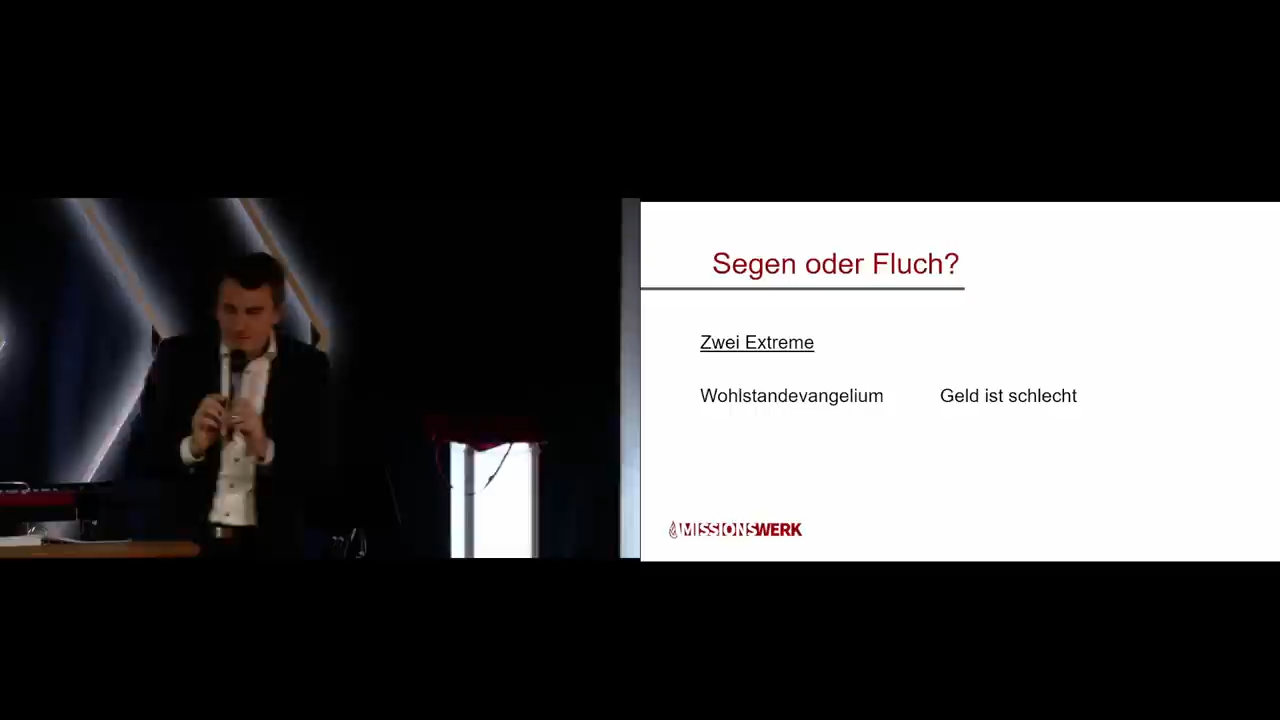 Segen oder Fluch?
Zwei Extreme
Wohlstandevangelium Geld ist schlecht
MISSIONSWERK